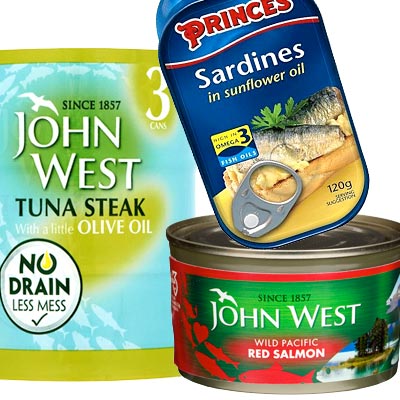 SINCE 1857
JOHN
WEST
TUNA STEAK
With a little OLIVE OIL
NO
DRAIN
LESS MESS
3
CANS
PRINCES
Sardines
in sunflower oil
HIGH IN
OMEGA 3
FISH OILS
120g
SERVING
SUGGESTION
SINCE 1857
JOHN WEST
WILD PACIFIC
RED SALMON